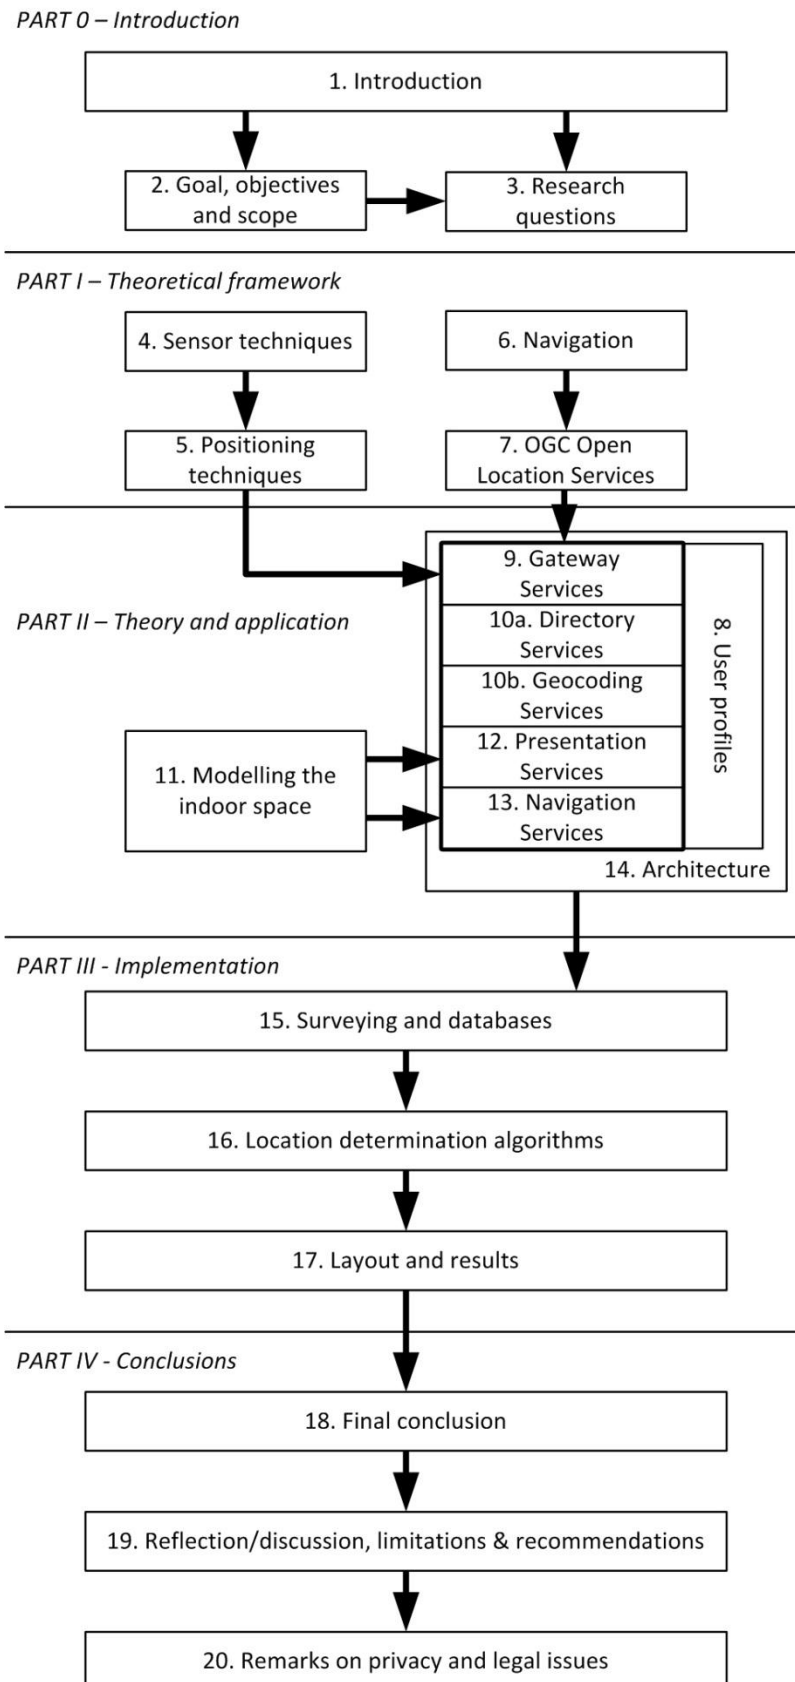 PART 0 – Introduction
1. Introduction
2. Goal, objectives
and scope
3. Research
questions
PART I – Theoretical framework
4. Sensor techniques
6. Navigation
5. Positioning
techniques
7. OGC Open
Location Services
PART II – Theory and application
9. Gateway
Services
10a. Directory
Services
10b. Geocoding
Services
12. Presentation
Services
13. Navigation
Services
8. User profiles
11. Modelling the
indoor space
14. Architecture
PART III - Implementation
15. Surveying and databases
16. Location determination algorithms
17. Layout and results
PART IV - Conclusions
18. Final conclusion
19. Reflection/discussion, limitations & recommendations
20. Remarks on privacy and legal issues